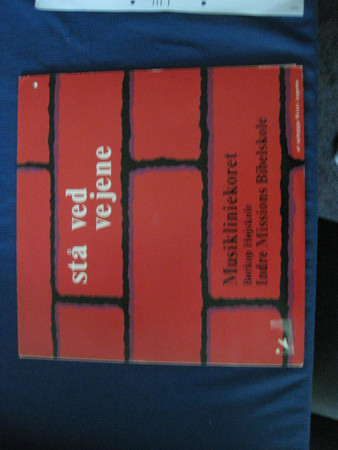 stå ved
vejene
Musikliniekoret
Børkop Højskole
Indre Missions Bibelskole